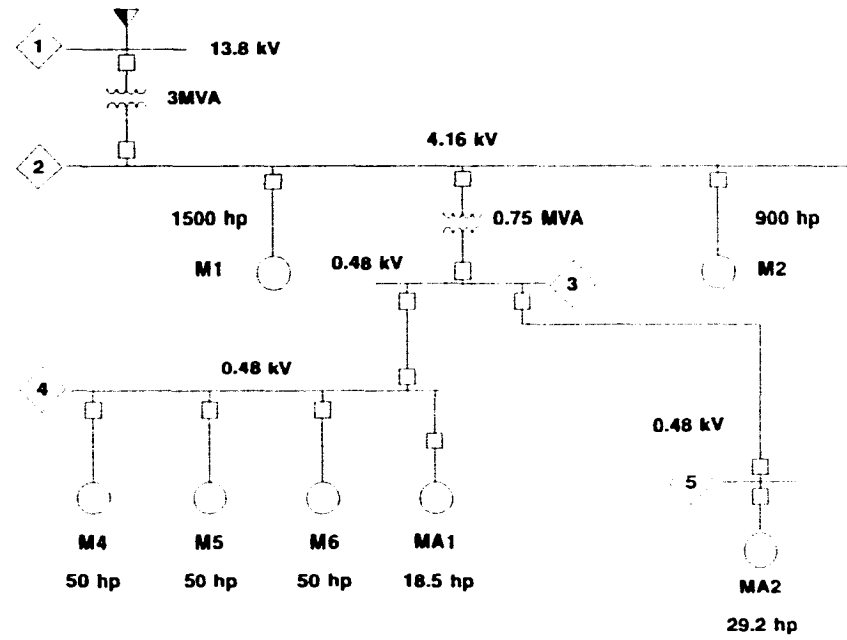 1
13.8 kV
3MVA
4.16 kV
2
1500 hp
0.75 MVA
900 hp
M1
0.48 kV
3
M2
0.48 kV
4
0.48 kV
5
M4
M5
M6
MA1
50 hp
50 hp
50 hp
18.5 hp
MA2
29.2 hp